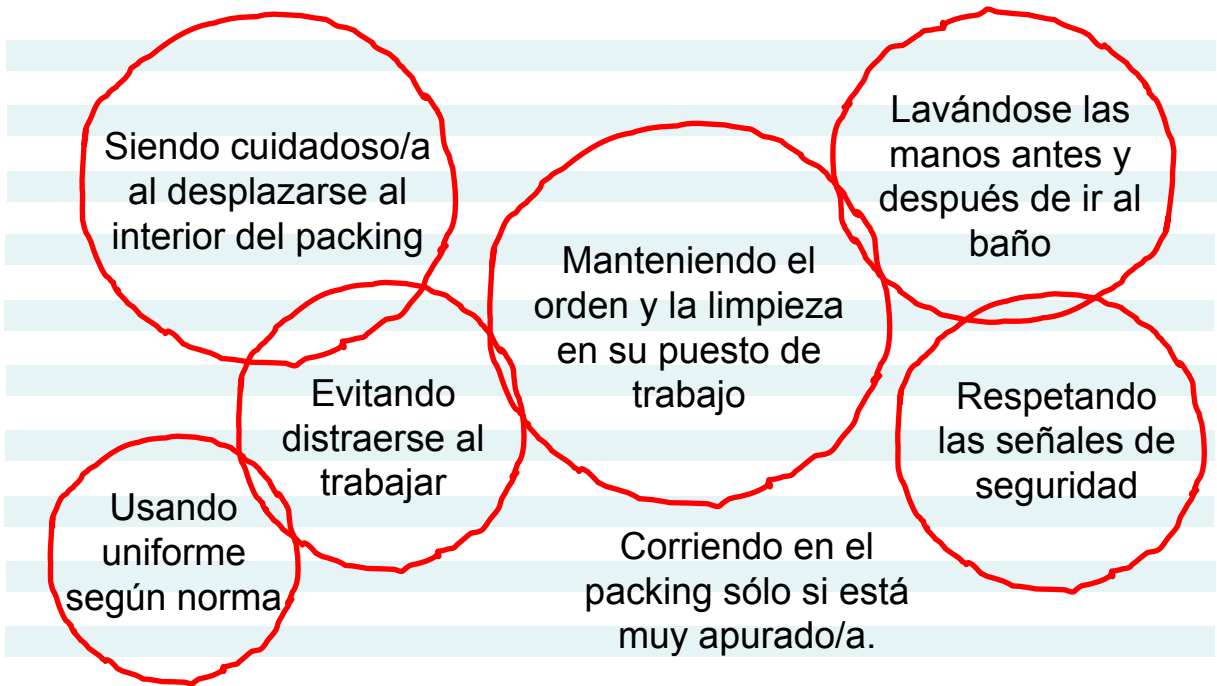 Siendo cuidadoso/a
al desplazarse al
interior del packing
Lavándose las
manos antes y
después de ir al
baño
Manteniendo el
orden y la limpieza
en su puesto de
trabajo
Evitando
distraerse al
trabajar
Respetando
las señales de
seguridad
Usando
uniforme
según norma
Corriendo en el
packing sólo si está
muy apurado/a.